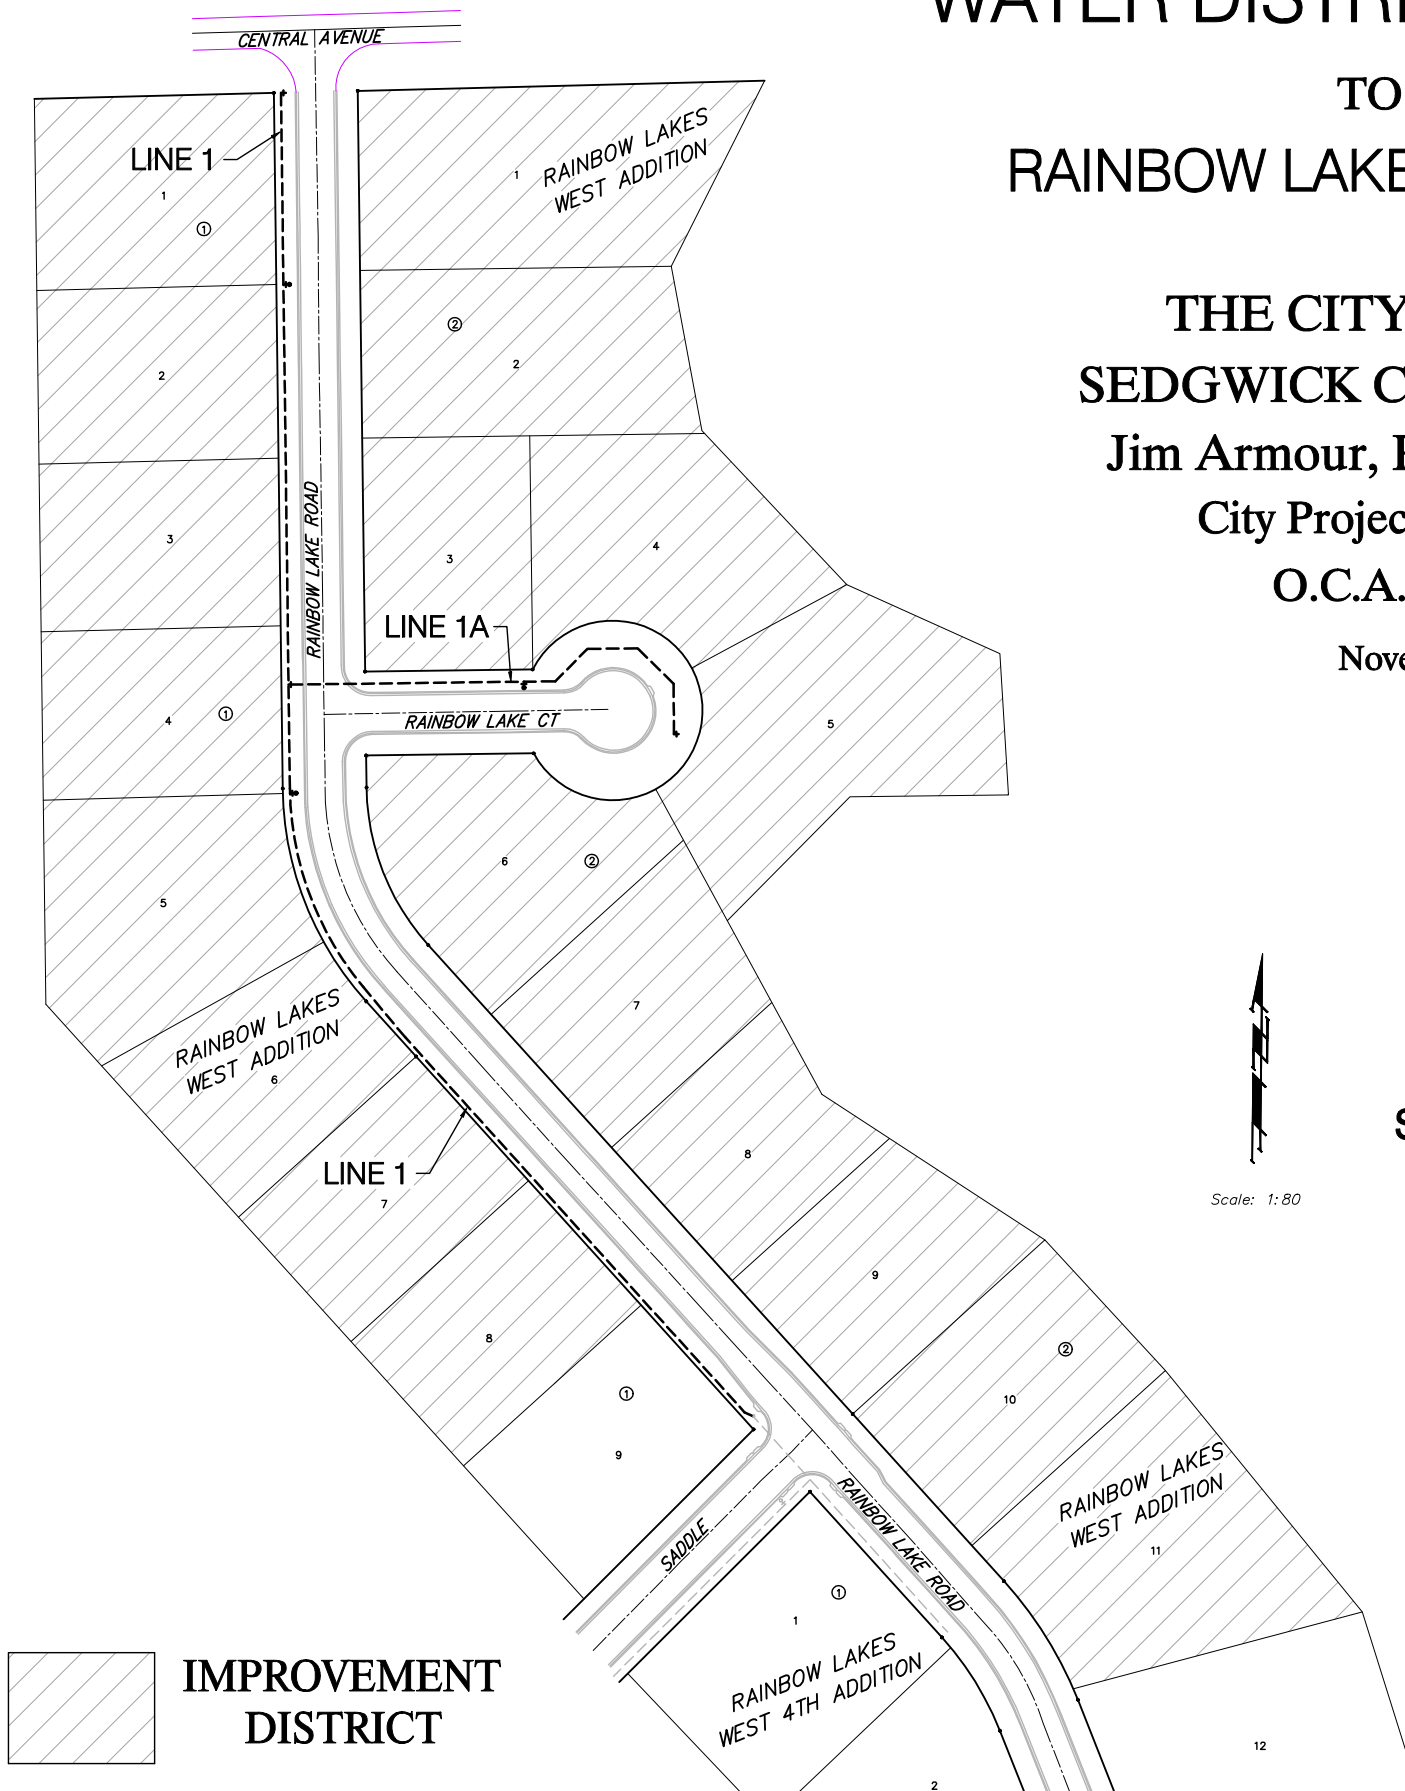 WATER DISTRI
TO
RAINBOW LAKE
THE CITY
SEDGWICK C
Jim Armour, P
City Projec
O.C.A.
Nove
S
Scale: 1:80
CENTRAL AVENUE
LINE 1
1
1
2
3
4
1
5
RAINBOW LAKES
WEST ADDITION
1
2
2
3
4
RAINBOW LAKE ROAD
LINE 1A
RAINBOW LAKE CT
5
6
2
7
8
9
2
10
RAINBOW LAKES
WEST ADDITION
11
12
RAINBOW LAKES
WEST ADDITION
6
LINE 1
7
8
1
9
SADDLE
RAINBOW LAKE ROAD
1
1
RAINBOW LAKES
WEST 4TH ADDITION
2
IMPROVEMENT
DISTRICT